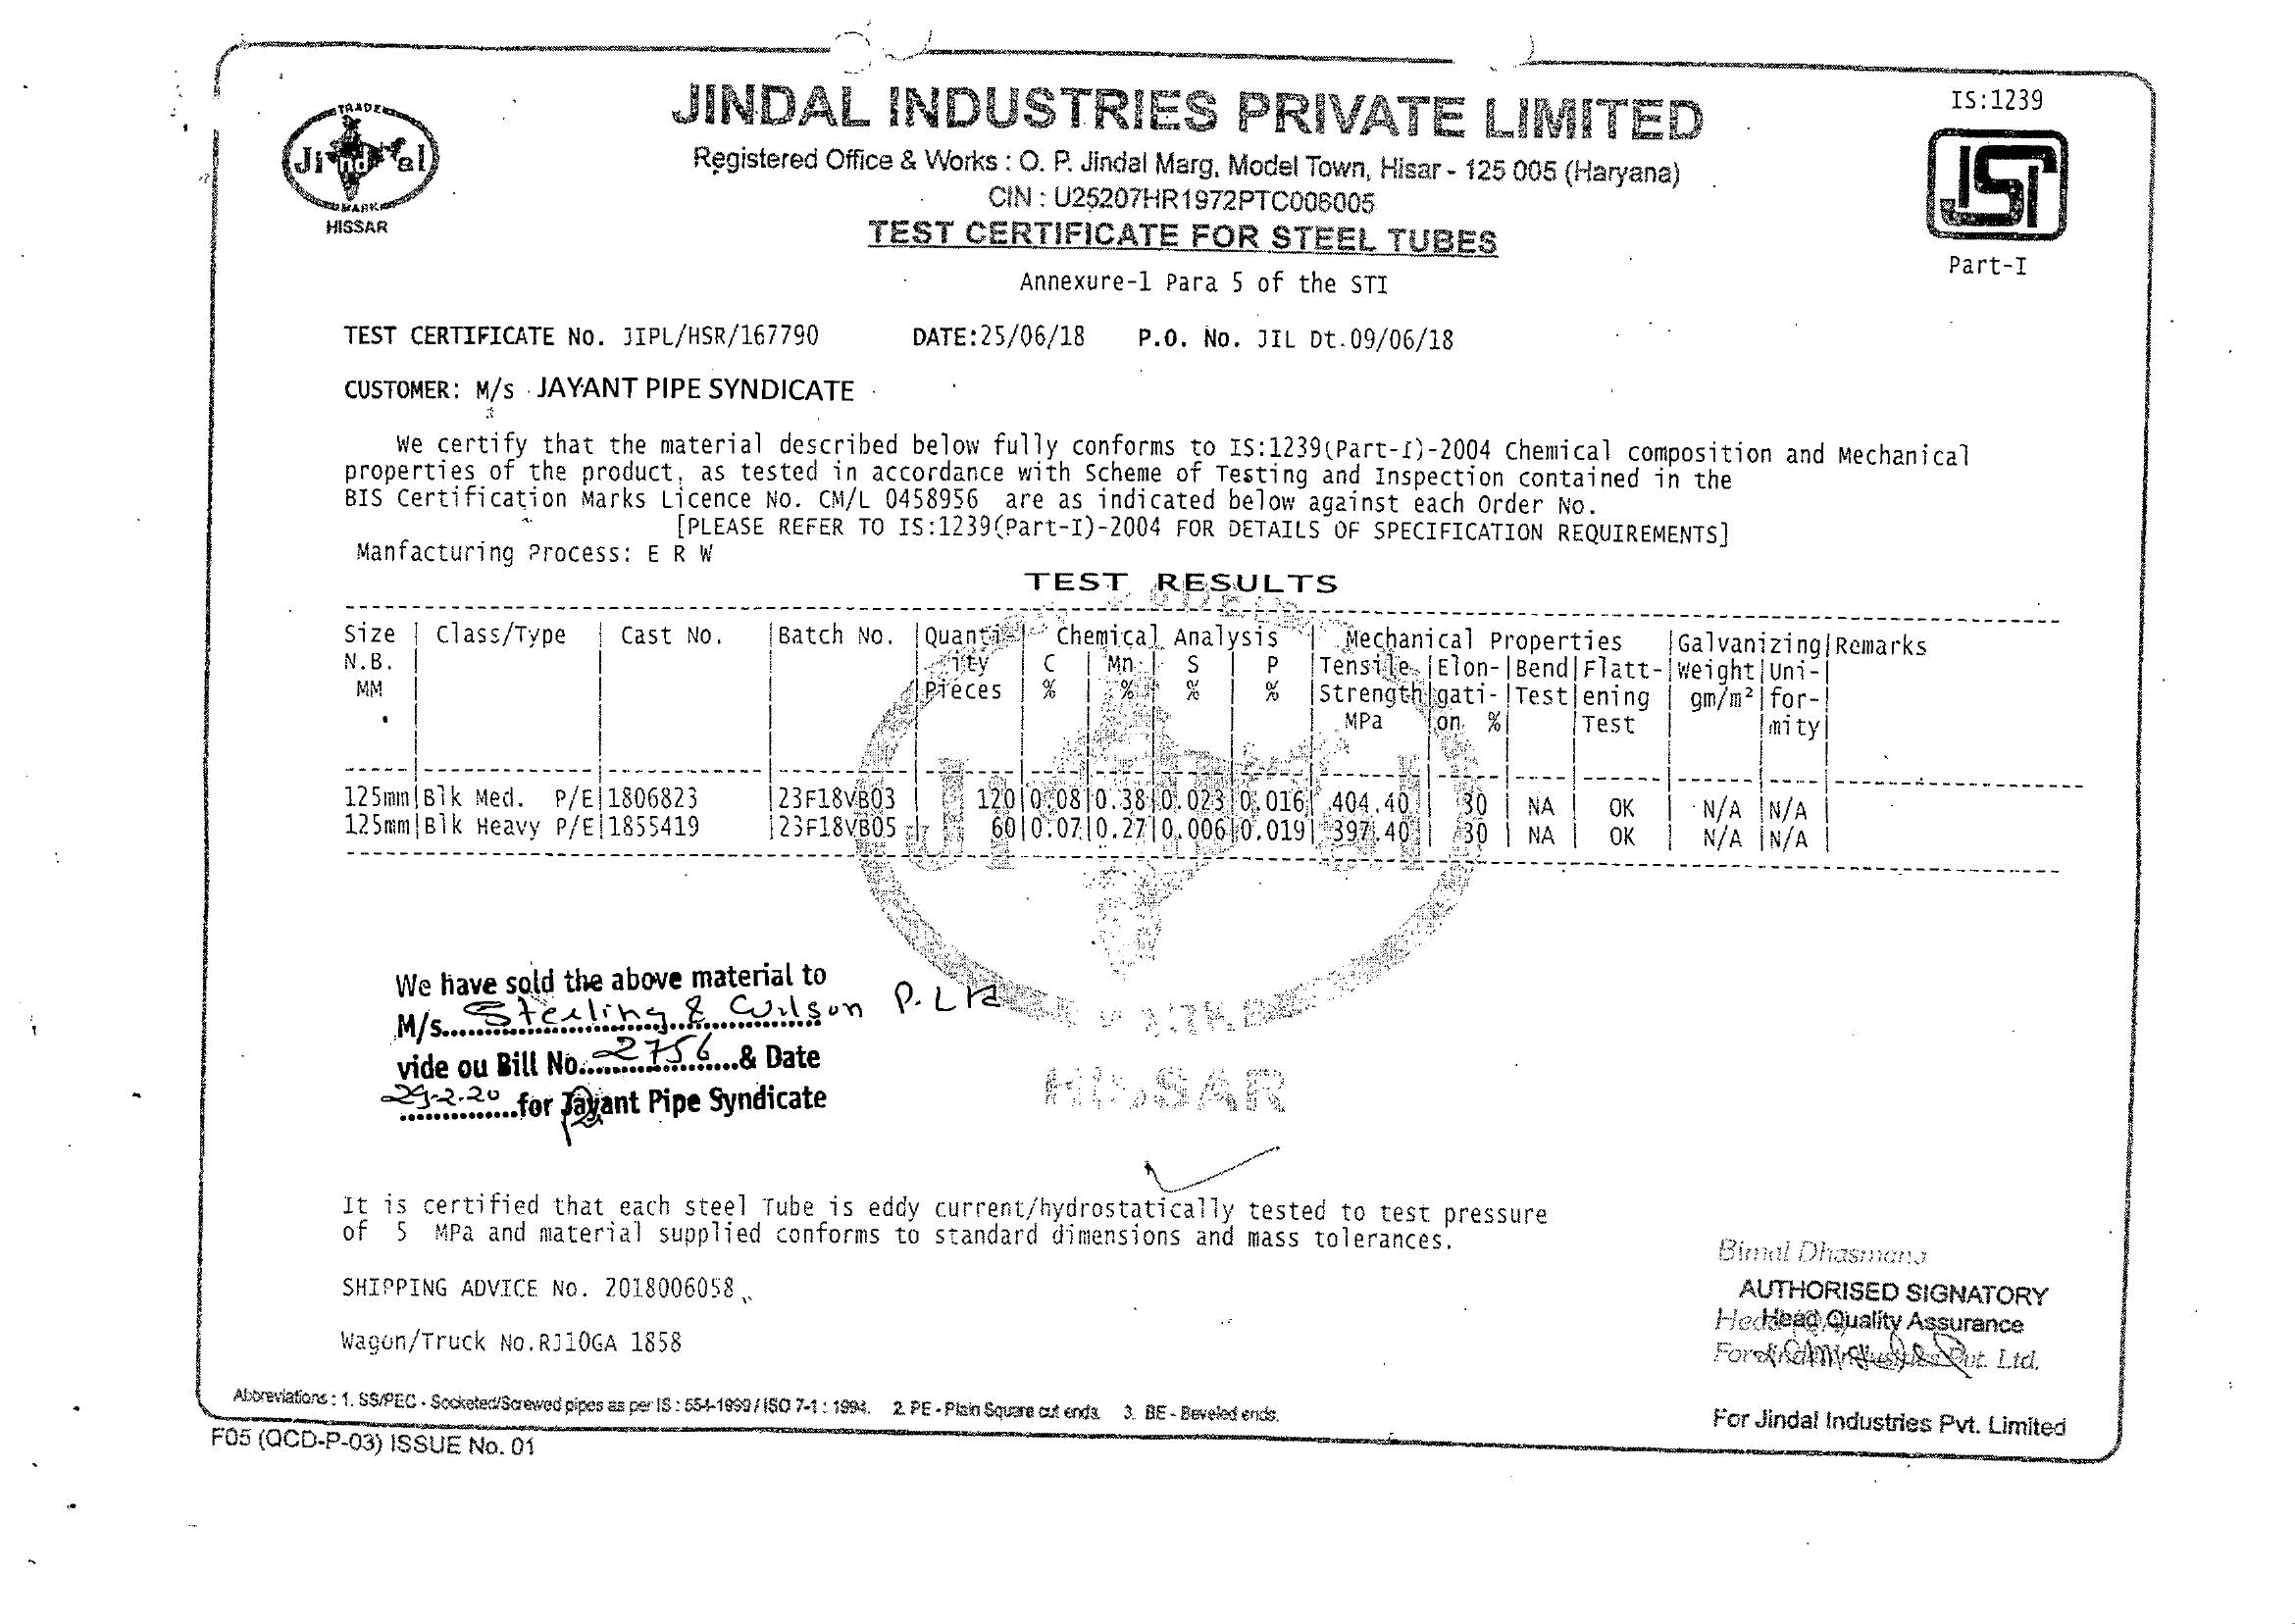 JINDAL INDUSTRIES PRIVATE LIMITED
Registered Office & Works : O. P. Jindal Marg, Model Town, Hisar - 125 005 (Haryana)
CIN : U25207HR1972PTC006005
TEST CERTIFICATE FOR STEEL TUBES
Annexure-1 Para 5 of the STI
TRADE
Jindal
MARK
HISSAR
IS:1239
ISI
Part-I
TEST CERTIFICATE No. JIPL/HSR/167790 DATE:25/06/18 P.O. No. JIL Dt.09/06/18
CUSTOMER: M/s JAYANT PIPE SYNDICATE
We certify that the material described below fully conforms to IS:1239(Part-I)-2004 Chemical composition and Mechanical
properties of the product, as tested in accordance with Scheme of Testing and Inspection contained in the
BIS Certification Marks Licence No. CM/L 0458956 are as indicated below against each Order No.
[PLEASE REFER TO IS:1239(Part-I)-2004 FOR DETAILS OF SPECIFICATION REQUIREMENTS]
Manfacturing Process: E R W
TEST RESULTS
Size | Class/Type | Cast No. |Batch No. |Quanti| Chemical Analysis | Mechanical Properties |Galvanizing|Remarks
N.B. | | | | ity | C | Mn | S | P |Tensile |Elon-|Bend|Flatt-|Weight|Uni-|
MM | | | |Pieces | % | % | % | % |Strength|gati-|Test|ening | gm/m²|for-|
MPa |on %| |Test | |mity|
125mm|Blk Med. P/E|1806823 |23F18VB03 | 120|0.08|0.38|0.023|0.016| 404.40| 30 | NA | OK | N/A |N/A |
125mm|Blk Heavy P/E|1855419 |23F18VB05 | 60|0.07|0.27|0.006|0.019| 397.40| 30 | NA | OK | N/A |N/A |
We have sold the above material to
M/s. Sterling & Wilson P. Ltd
vide ou Bill No. 2756 & Date
29-2-20 for Jayant Pipe Syndicate
HISSAR
It is certified that each steel Tube is eddy current/hydrostatically tested to test pressure
of 5 MPa and material supplied conforms to standard dimensions and mass tolerances.
SHIPPING ADVICE No. 2018006058
Wagon/Truck No.RJ10GA 1858
Bimal Dhasmana
AUTHORISED SIGNATORY
Head Quality Assurance
For Pvt. Ltd.
For Jindal Industries Pvt. Limited
Abbreviations : 1. SS/PEC - Socketed/Screwed pipes as per IS : 554-1999 / ISO 7-1 : 1994. 2. PE - Plain Square cut ends 3. BE - Beveled ends.
F05 (QCD-P-03) ISSUE No. 01